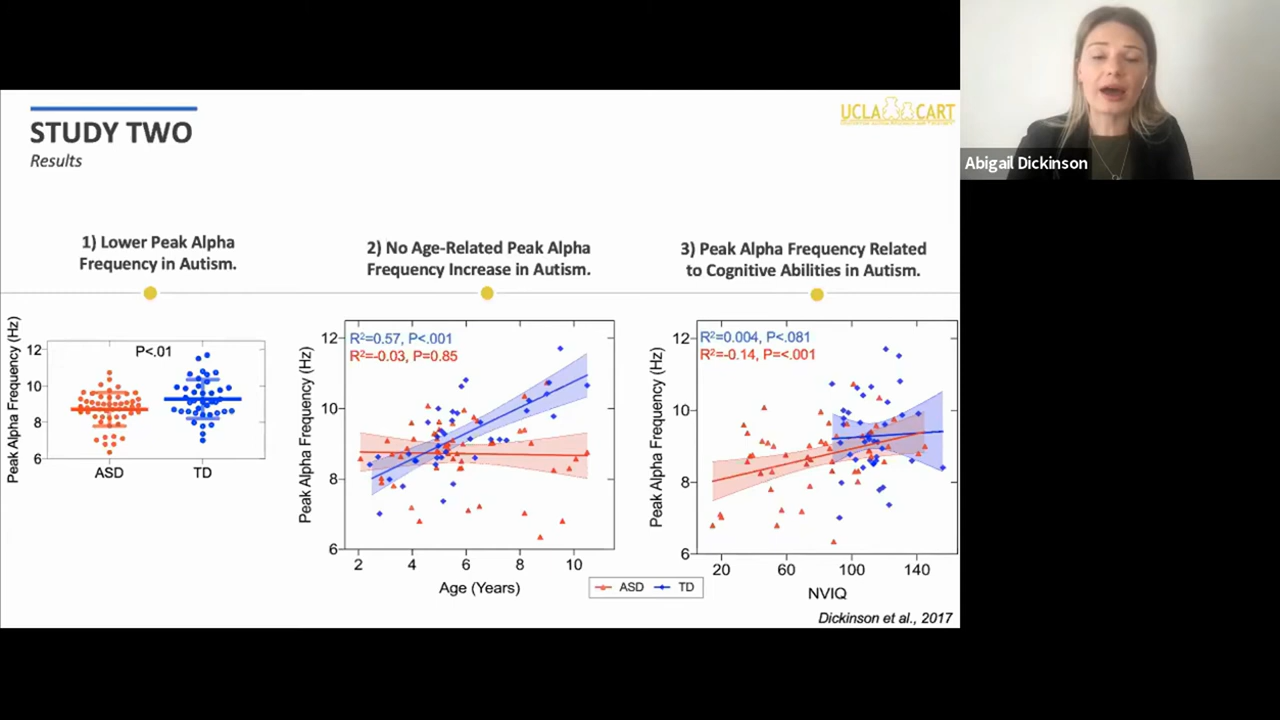 STUDY TWO
Results
UCLA CART
Abigail Dickinson
1) Lower Peak Alpha
Frequency in Autism.
2) No Age-Related Peak Alpha
Frequency Increase in Autism.
3) Peak Alpha Frequency Related
to Cognitive Abilities in Autism.
Peak Alpha Frequency (Hz)
12
10
8
6
P<.01
ASD
TD
Peak Alpha Frequency (Hz)
12
10
8
6
R²=0.57, P<.001
R²=-0.03, P=0.85
2
4
6
8
10
Age (Years)
Peak Alpha Frequency (Hz)
12
10
8
6
R²=0.004, P<.081
R²=-0.14, P=<.001
20
60
100
140
NVIQ
ASD
TD
Dickinson et al., 2017